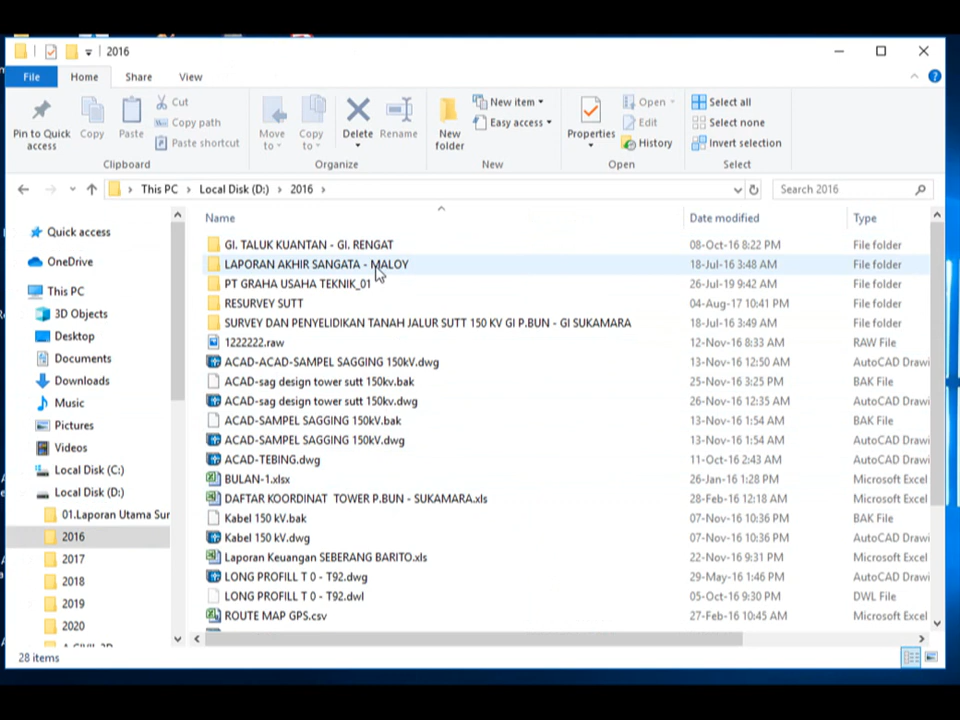 2016
File Home Share View
Pin to Quick access
Copy
Paste
Cut
Copy path
Paste shortcut
Clipboard
Move to
Copy to
Delete
Rename
Organize
New folder
New item
Easy access
New
Properties
Open
Edit
History
Open
Select all
Select none
Invert selection
Select
This PC > Local Disk (D:) > 2016 >
Search 2016
Quick access
OneDrive
This PC
3D Objects
Desktop
Documents
Downloads
Music
Pictures
Videos
Local Disk (C:)
Local Disk (D:)
01.Laporan Utama Sur
2016
2017
2018
2019
2020
Name Date modified Type
GI. TALUK KUANTAN - GI. RENGAT 08-Oct-16 8:22 PM File folder
LAPORAN AKHIR SANGATA - MALOY 18-Jul-16 3:48 AM File folder
PT GRAHA USAHA TEKNIK_01 26-Jul-19 9:42 AM File folder
RESURVEY SUTT 04-Aug-17 10:41 PM File folder
SURVEY DAN PENYELIDIKAN TANAH JALUR SUTT 150 KV GI P.BUN - GI SUKAMARA 18-Jul-16 3:49 AM File folder
1222222.raw 12-Nov-16 8:33 AM RAW File
ACAD-ACAD-SAMPEL SAGGING 150kV.dwg 13-Nov-16 12:50 AM AutoCAD Drawi
ACAD-sag design tower sutt 150kv.bak 25-Nov-16 3:25 PM BAK File
ACAD-sag design tower sutt 150kv.dwg 26-Nov-16 12:35 AM AutoCAD Drawi
ACAD-SAMPEL SAGGING 150kV.bak 13-Nov-16 1:54 AM BAK File
ACAD-SAMPEL SAGGING 150kV.dwg 13-Nov-16 1:54 AM AutoCAD Drawi
ACAD-TEBING.dwg 11-Oct-16 2:43 AM AutoCAD Drawi
BULAN-1.xlsx 26-Jan-16 1:28 PM Microsoft Excel
DAFTAR KOORDINAT TOWER P.BUN - SUKAMARA.xls 28-Feb-16 12:18 AM Microsoft Excel
Kabel 150 kV.bak 07-Nov-16 10:36 PM BAK File
Kabel 150 kV.dwg 07-Nov-16 10:36 PM AutoCAD Drawi
Laporan Keuangan SEBERANG BARITO.xls 22-Nov-16 9:31 PM Microsoft Excel
LONG PROFILL T 0 - T92.dwg 29-May-16 1:46 PM AutoCAD Drawi
LONG PROFILL T 0 - T92.dwl 05-Oct-16 9:30 PM DWL File
ROUTE MAP GPS.csv 27-Feb-16 10:45 AM Microsoft Excel
28 items